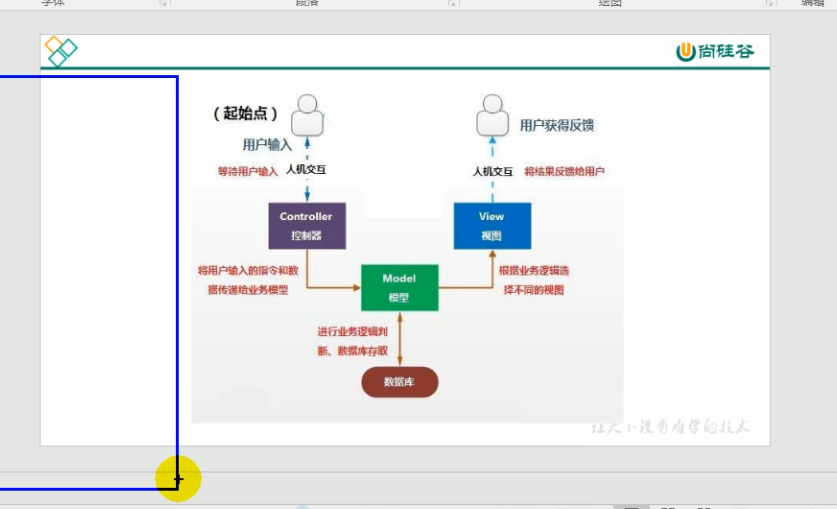 字体
段落
绘图
编辑
尚硅谷
（起始点）
用户输入
用户获得反馈
等待用户输入
人机交互
人机交互
将结果反馈给用户
Controller
控制器
View
视图
将用户输入的指令和数
据传递给业务模型
Model
模型
根据业务逻辑选
择不同的视图
进行业务逻辑判
断、数据库存取
数据库
让天下没有难学的技术